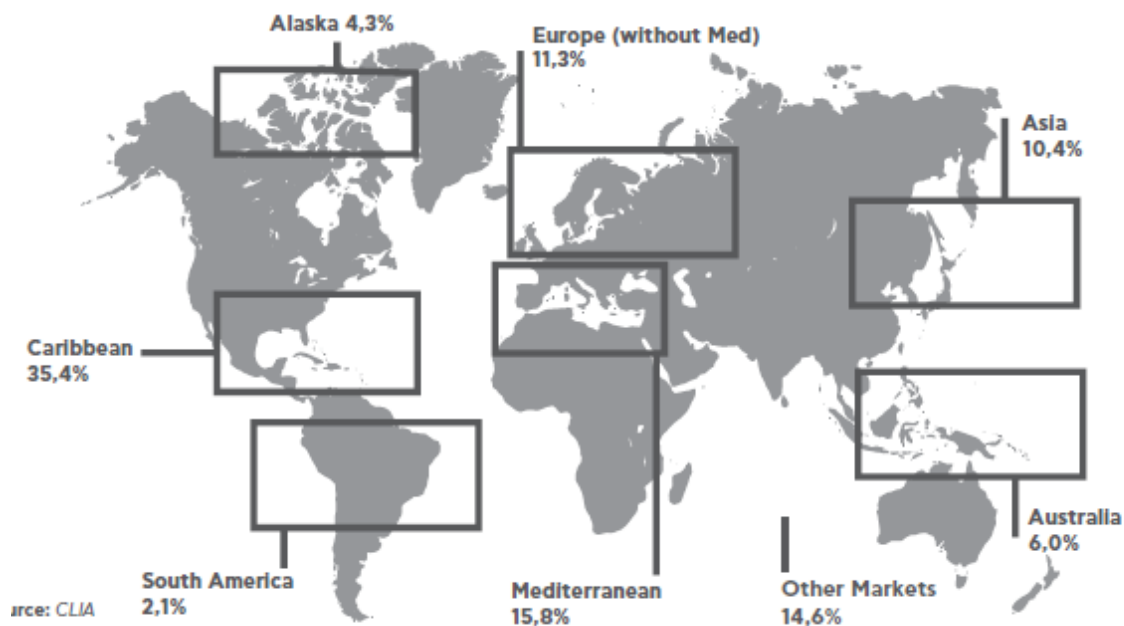 Alaska 4,3%
Europe (without Med)
11,3%
Asia
10,4%
Caribbean
35,4%
Australia
6,0%
South America
2,1%
Mediterranean
15,8%
Other Markets
14,6%
urce: CLIA